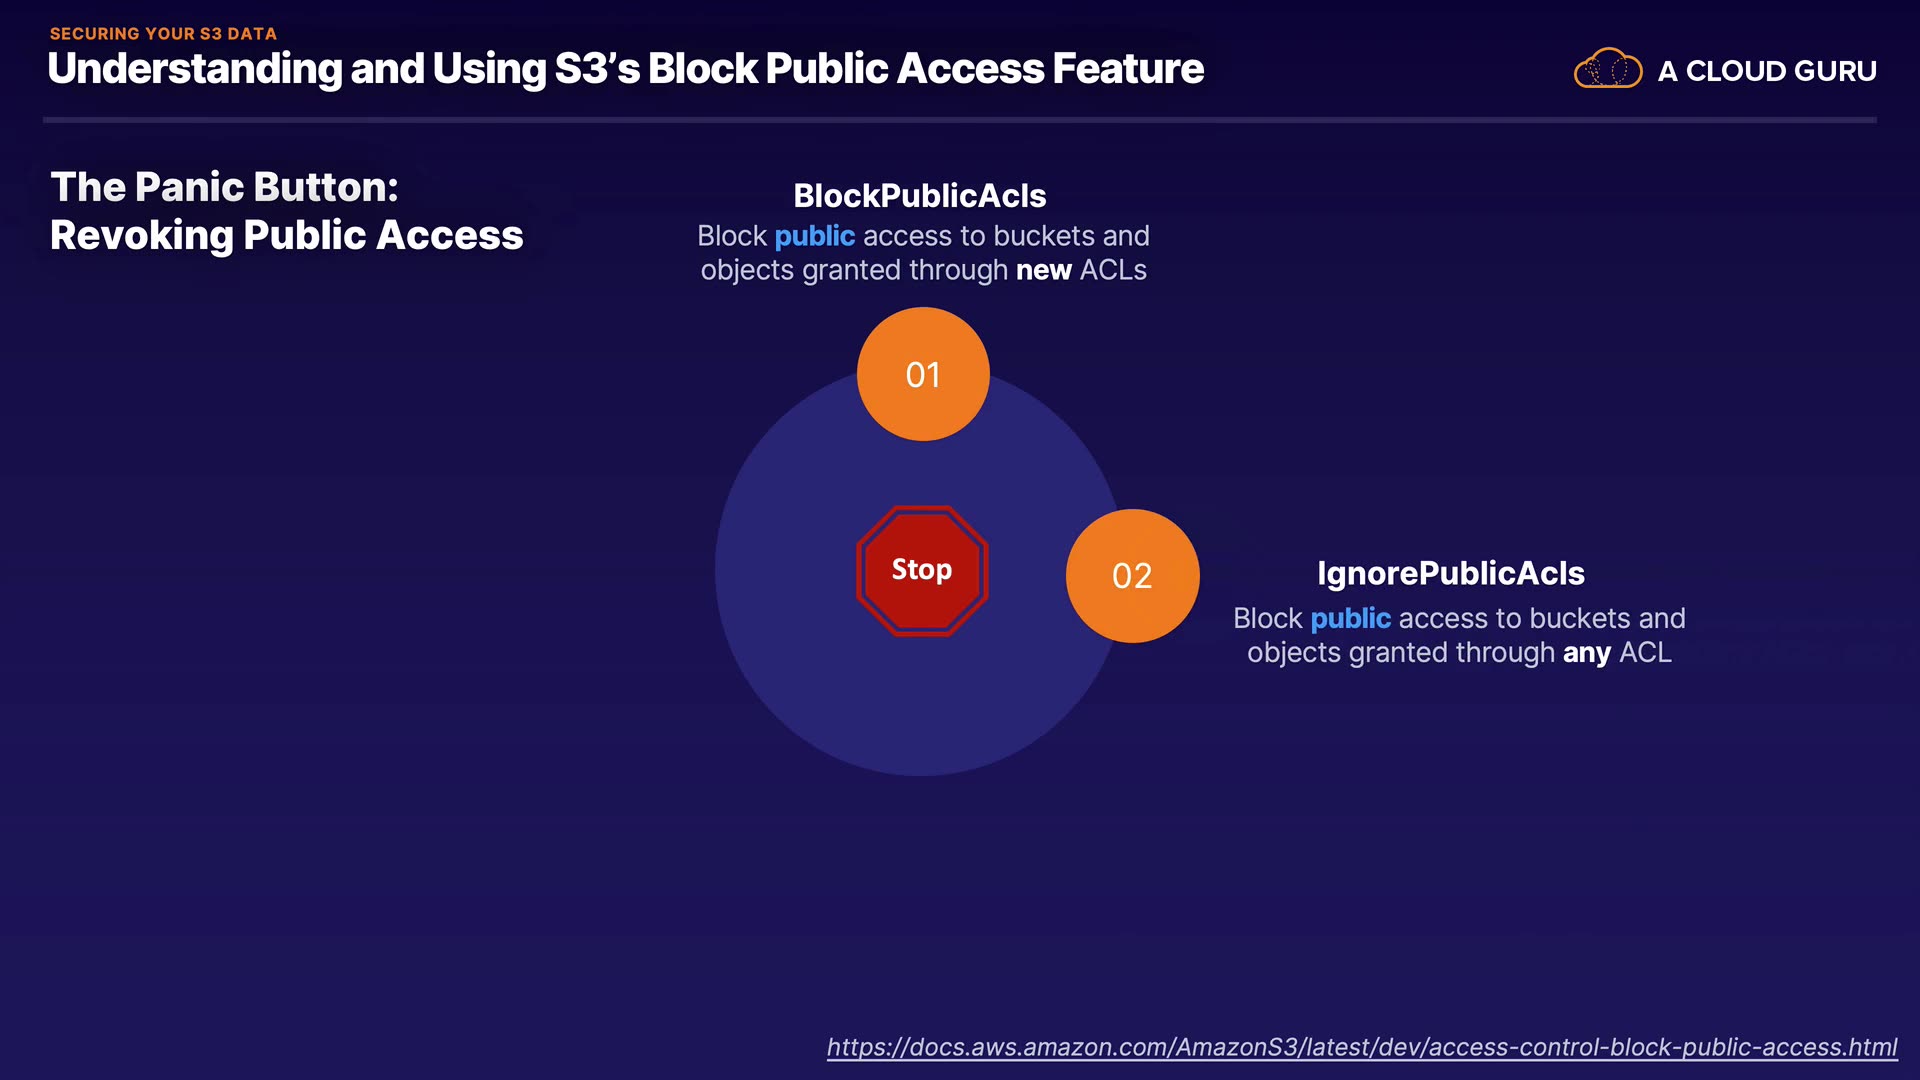 SECURING YOUR S3 DATA
Understanding and Using S3’s Block Public Access Feature
A CLOUD GURU
The Panic Button:
Revoking Public Access
BlockPublicAcls
Block public access to buckets and
objects granted through new ACLs
01
Stop
02
IgnorePublicAcls
Block public access to buckets and
objects granted through any ACL
https://docs.aws.amazon.com/AmazonS3/latest/dev/access-control-block-public-access.html